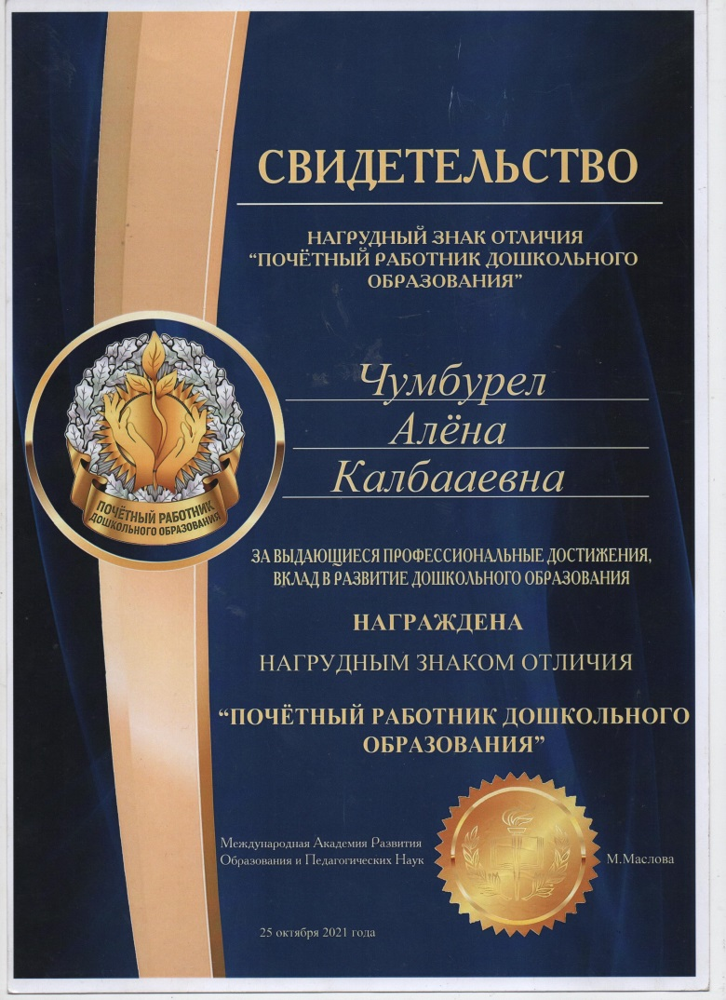 СВИДЕТЕЛЬСТВО
НАГРУДНЫЙ ЗНАК ОТЛИЧИЯ
“ПОЧЁТНЫЙ РАБОТНИК ДОШКОЛЬНОГО
ОБРАЗОВАНИЯ”
Чумбурел
Алёна
Калбааевна
ПОЧЁТНЫЙ РАБОТНИК
ДОШКОЛЬНОГО ОБРАЗОВАНИЯ
ЗА ВЫДАЮЩИЕСЯ ПРОФЕССИОНАЛЬНЫЕ ДОСТИЖЕНИЯ,
ВКЛАД В РАЗВИТИЕ ДОШКОЛЬНОГО ОБРАЗОВАНИЯ
НАГРАЖДЕНА
НАГРУДНЫМ ЗНАКОМ ОТЛИЧИЯ
“ПОЧЁТНЫЙ РАБОТНИК ДОШКОЛЬНОГО
ОБРАЗОВАНИЯ”
Международная Академия Развития
Образования и Педагогических Наук
М.Маслова
25 октября 2021 года